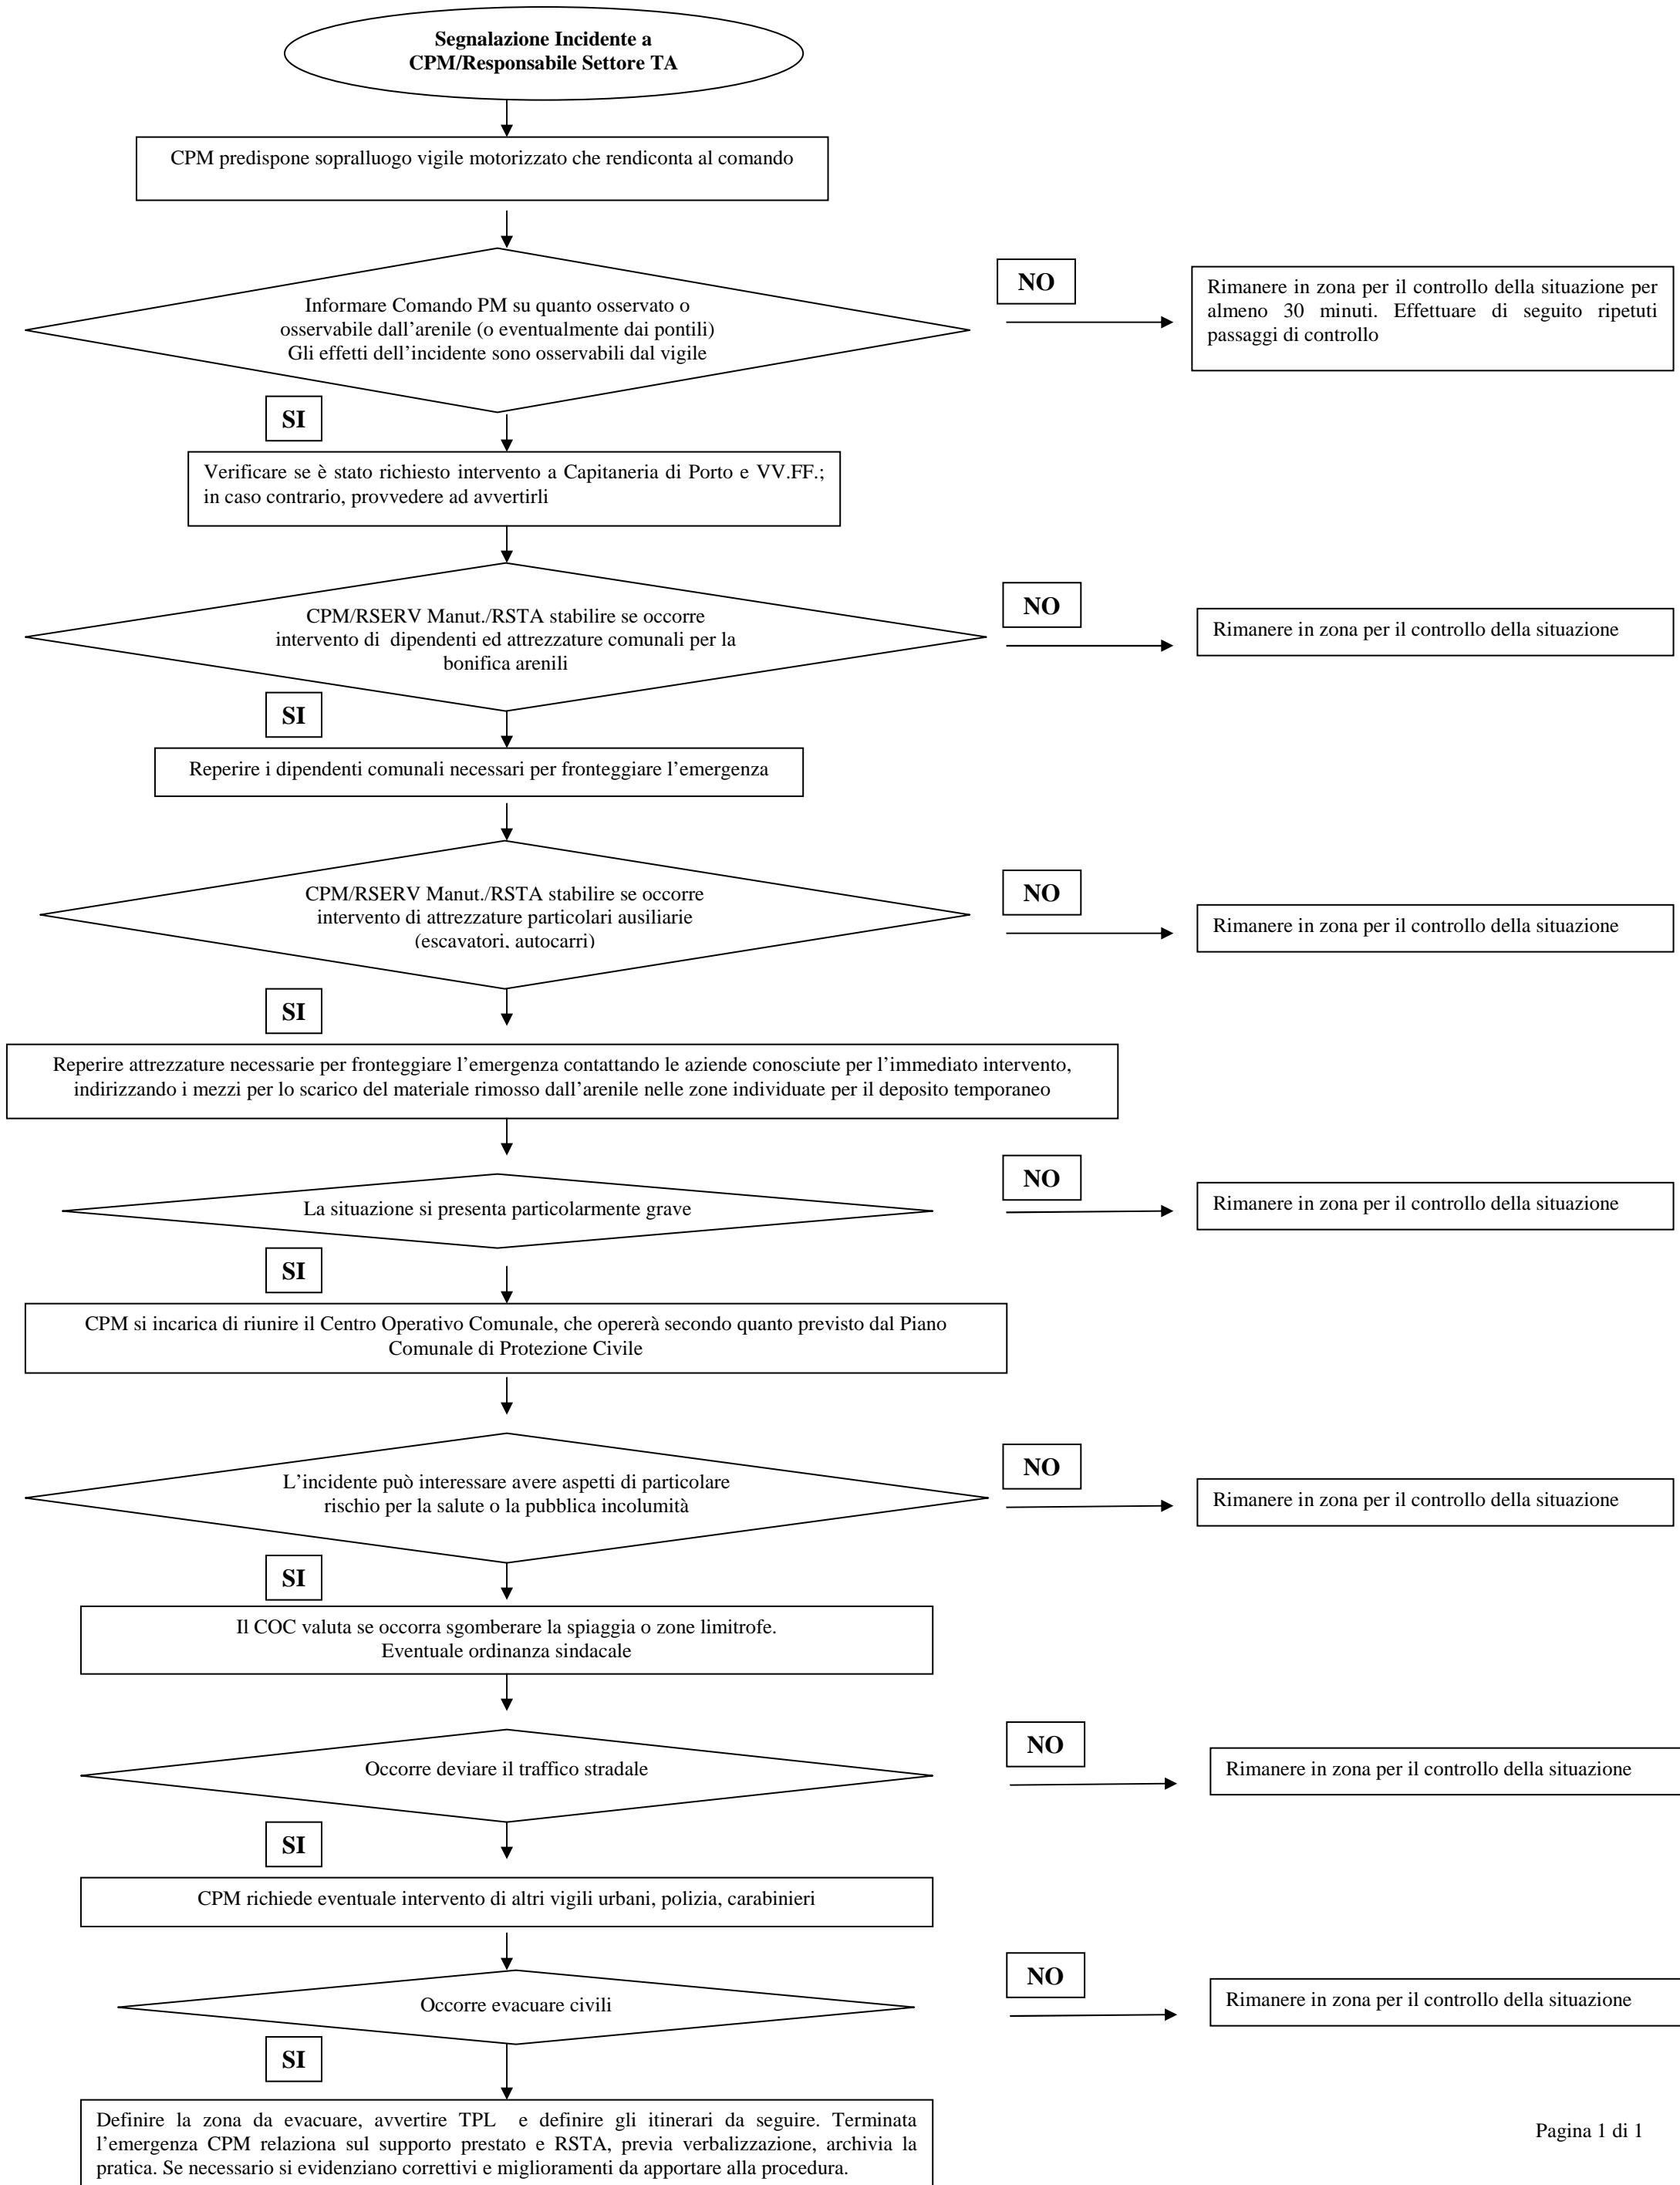 Segnalazione Incidente a
CPM/Responsabile Settore TA
CPM predispone sopralluogo vigile motorizzato che rendiconta al comando
Informare Comando PM su quanto osservato o
osservabile dall’arenile (o eventualmente dai pontili)
Gli effetti dell’incidente sono osservabili dal vigile
NO
Rimanere in zona per il controllo della situazione per
almeno 30 minuti. Effettuare di seguito ripetuti
passaggi di controllo
SI
Verificare se è stato richiesto intervento a Capitaneria di Porto e VV.FF.;
in caso contrario, provvedere ad avvertirli
CPM/RSERV Manut./RSTA stabilire se occorre
intervento di dipendenti ed attrezzature comunali per la
bonifica arenili
NO
Rimanere in zona per il controllo della situazione
SI
Reperire i dipendenti comunali necessari per fronteggiare l’emergenza
CPM/RSERV Manut./RSTA stabilire se occorre
intervento di attrezzature particolari ausiliarie
(escavatori, autocarri)
NO
Rimanere in zona per il controllo della situazione
SI
Reperire attrezzature necessarie per fronteggiare l’emergenza contattando le aziende conosciute per l’immediato intervento,
indirizzando i mezzi per lo scarico del materiale rimosso dall’arenile nelle zone individuate per il deposito temporaneo
La situazione si presenta particolarmente grave
NO
Rimanere in zona per il controllo della situazione
SI
CPM si incarica di riunire il Centro Operativo Comunale, che opererà secondo quanto previsto dal Piano
Comunale di Protezione Civile
L’incidente può interessare avere aspetti di particolare
rischio per la salute o la pubblica incolumità
NO
Rimanere in zona per il controllo della situazione
SI
Il COC valuta se occorra sgomberare la spiaggia o zone limitrofe.
Eventuale ordinanza sindacale
Occorre deviare il traffico stradale
NO
Rimanere in zona per il controllo della situazione
SI
CPM richiede eventuale intervento di altri vigili urbani, polizia, carabinieri
Occorre evacuare civili
NO
Rimanere in zona per il controllo della situazione
SI
Definire la zona da evacuare, avvertire TPL e definire gli itinerari da seguire. Terminata
l’emergenza CPM relaziona sul supporto prestato e RSTA, previa verbalizzazione, archivia la
pratica. Se necessario si evidenziano correttivi e miglioramenti da apportare alla procedura.
Pagina 1 di 1